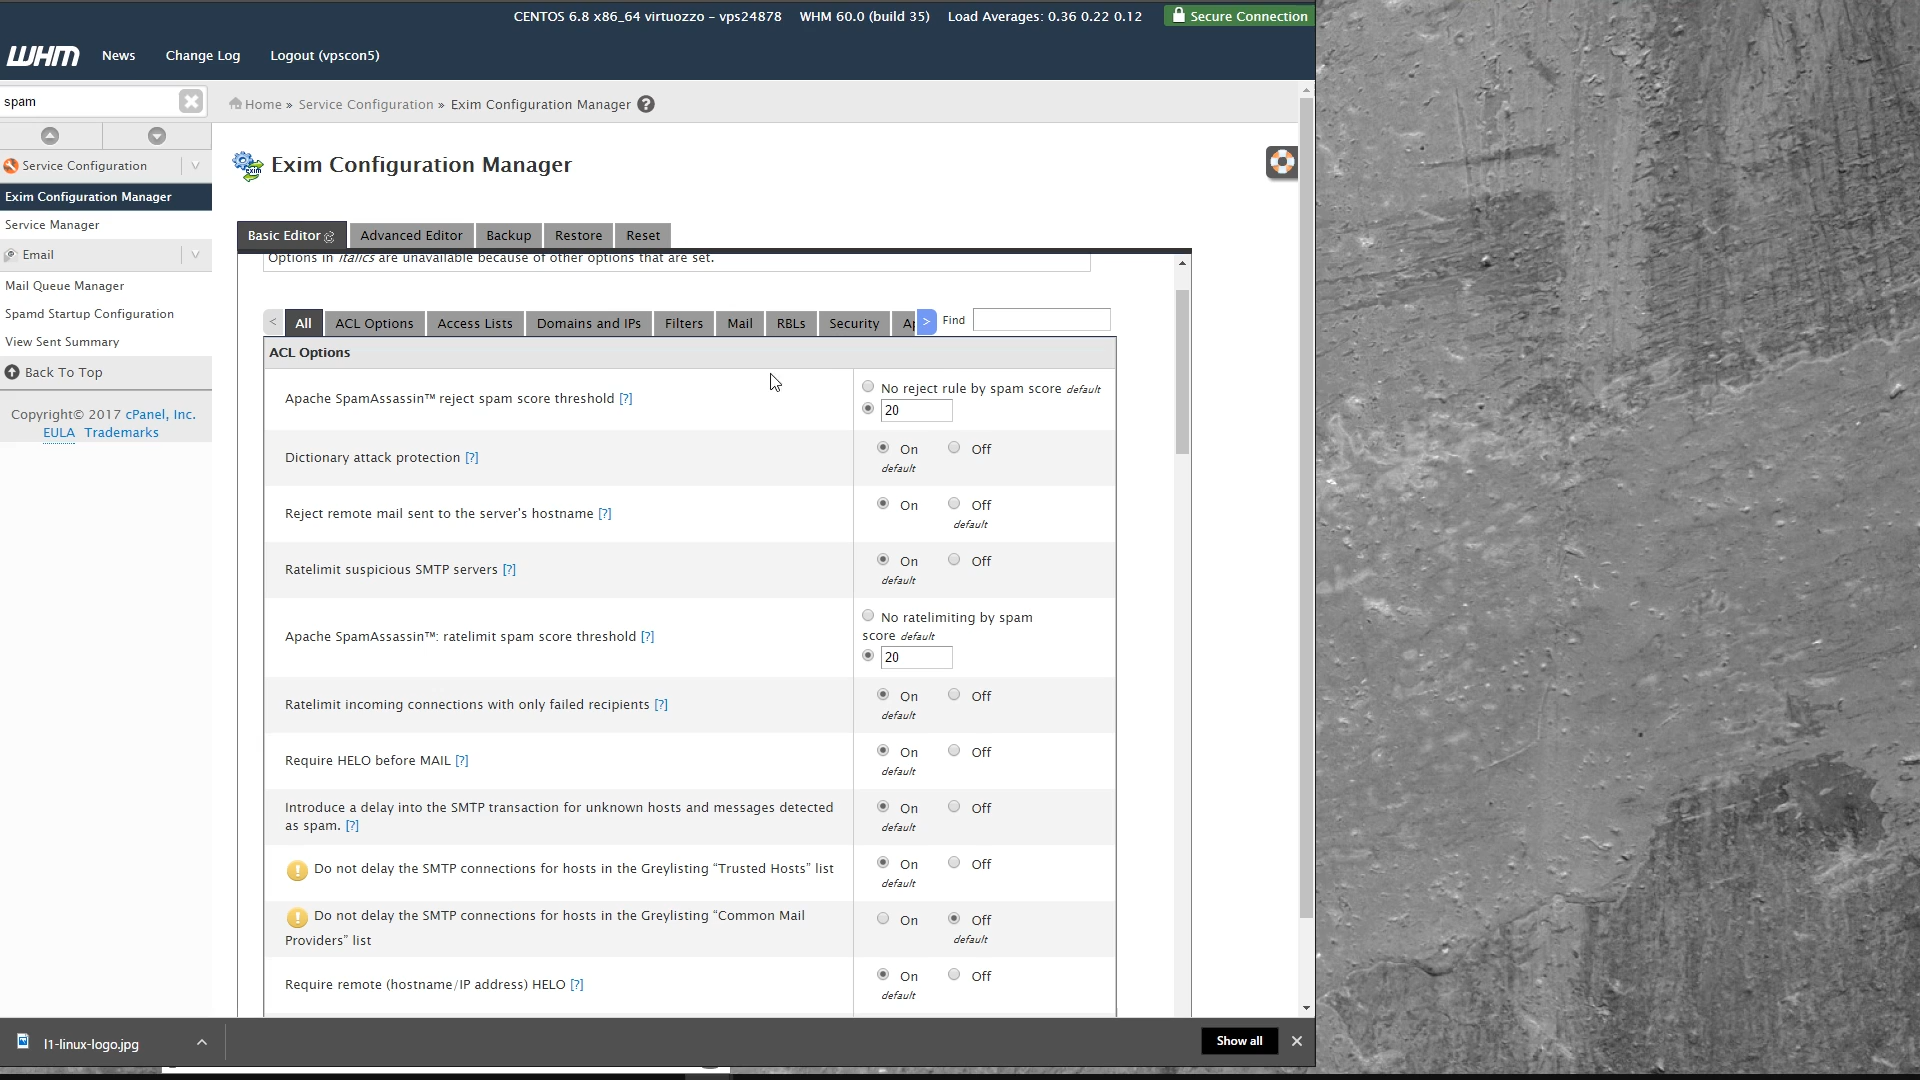 CENTOS 6.8 x86_64 virtuozzo – vps24878 WHM 60.0 (build 35) Load Averages: 0.36 0.22 0.12 Secure Connection
WHM News Change Log Logout (vpscon5)
spam
Home » Service Configuration » Exim Configuration Manager ?
Service Configuration
Exim Configuration Manager
Service Manager
Email
Mail Queue Manager
Spamd Startup Configuration
View Sent Summary
Back To Top
Copyright© 2017 cPanel, Inc.
EULA Trademarks
Exim Configuration Manager
Basic Editor Advanced Editor Backup Restore Reset
Options in italics are unavailable because of other options that are set.
< All ACL Options Access Lists Domains and IPs Filters Mail RBLs Security Ap > Find
ACL Options
Apache SpamAssassin™ reject spam score threshold [?]
No reject rule by spam score default
20
Dictionary attack protection [?]
On Off
default
Reject remote mail sent to the server's hostname [?]
On Off
default
Ratelimit suspicious SMTP servers [?]
On Off
default
Apache SpamAssassin™: ratelimit spam score threshold [?]
No ratelimiting by spam
score default
20
Ratelimit incoming connections with only failed recipients [?]
On Off
default
Require HELO before MAIL [?]
On Off
default
Introduce a delay into the SMTP transaction for unknown hosts and messages detected
as spam. [?]
On Off
default
! Do not delay the SMTP connections for hosts in the Greylisting “Trusted Hosts” list
On Off
default
! Do not delay the SMTP connections for hosts in the Greylisting “Common Mail
Providers” list
On Off
default
Require remote (hostname/IP address) HELO [?]
On Off
default
l1-linux-logo.jpg
Show all